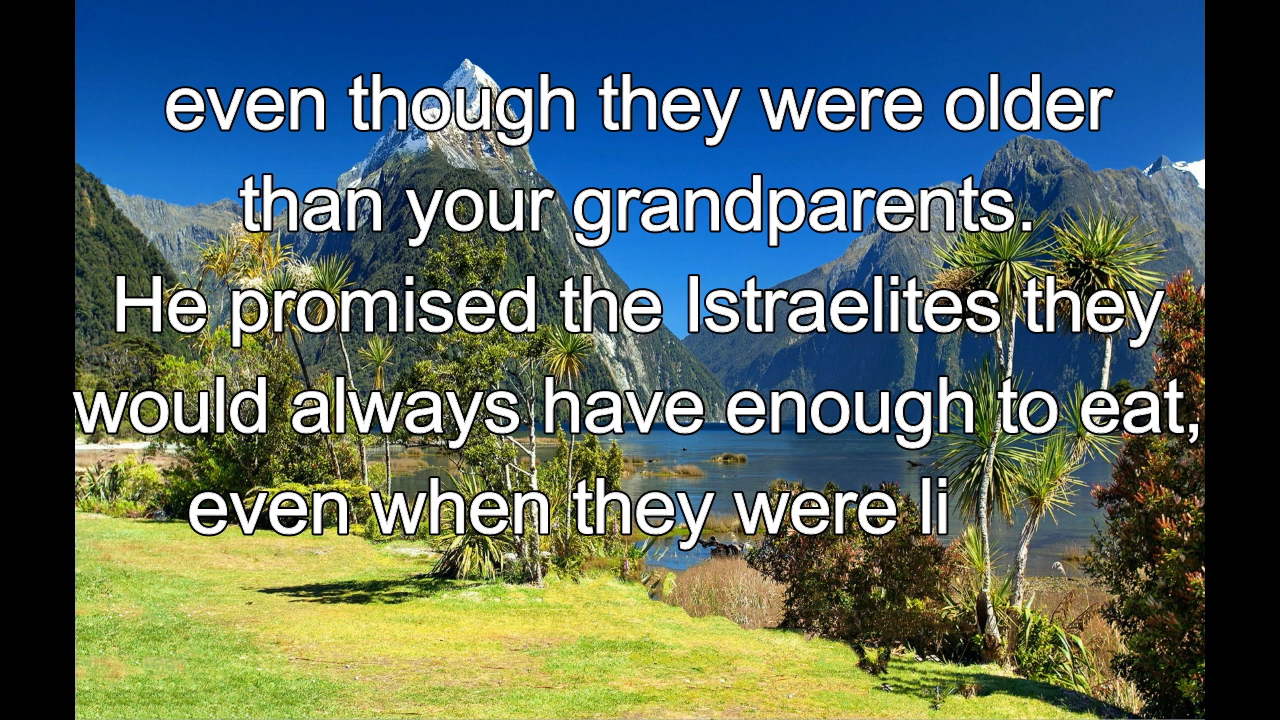 even though they were older
than your grandparents.
He promised the Istraelites they
would always have enough to eat,
even when they were li